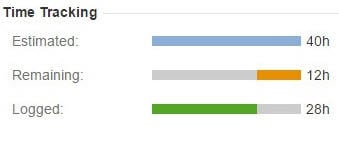 Time Tracking
Estimated: 40h
Remaining: 12h
Logged: 28h